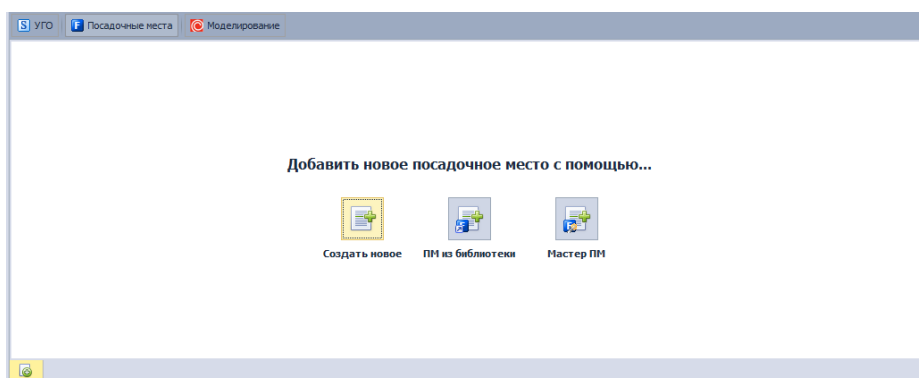 S УГО F Посадочные места Моделирование
Добавить новое посадочное место с помощью...
Создать новое ПМ из библиотеки Мастер ПМ